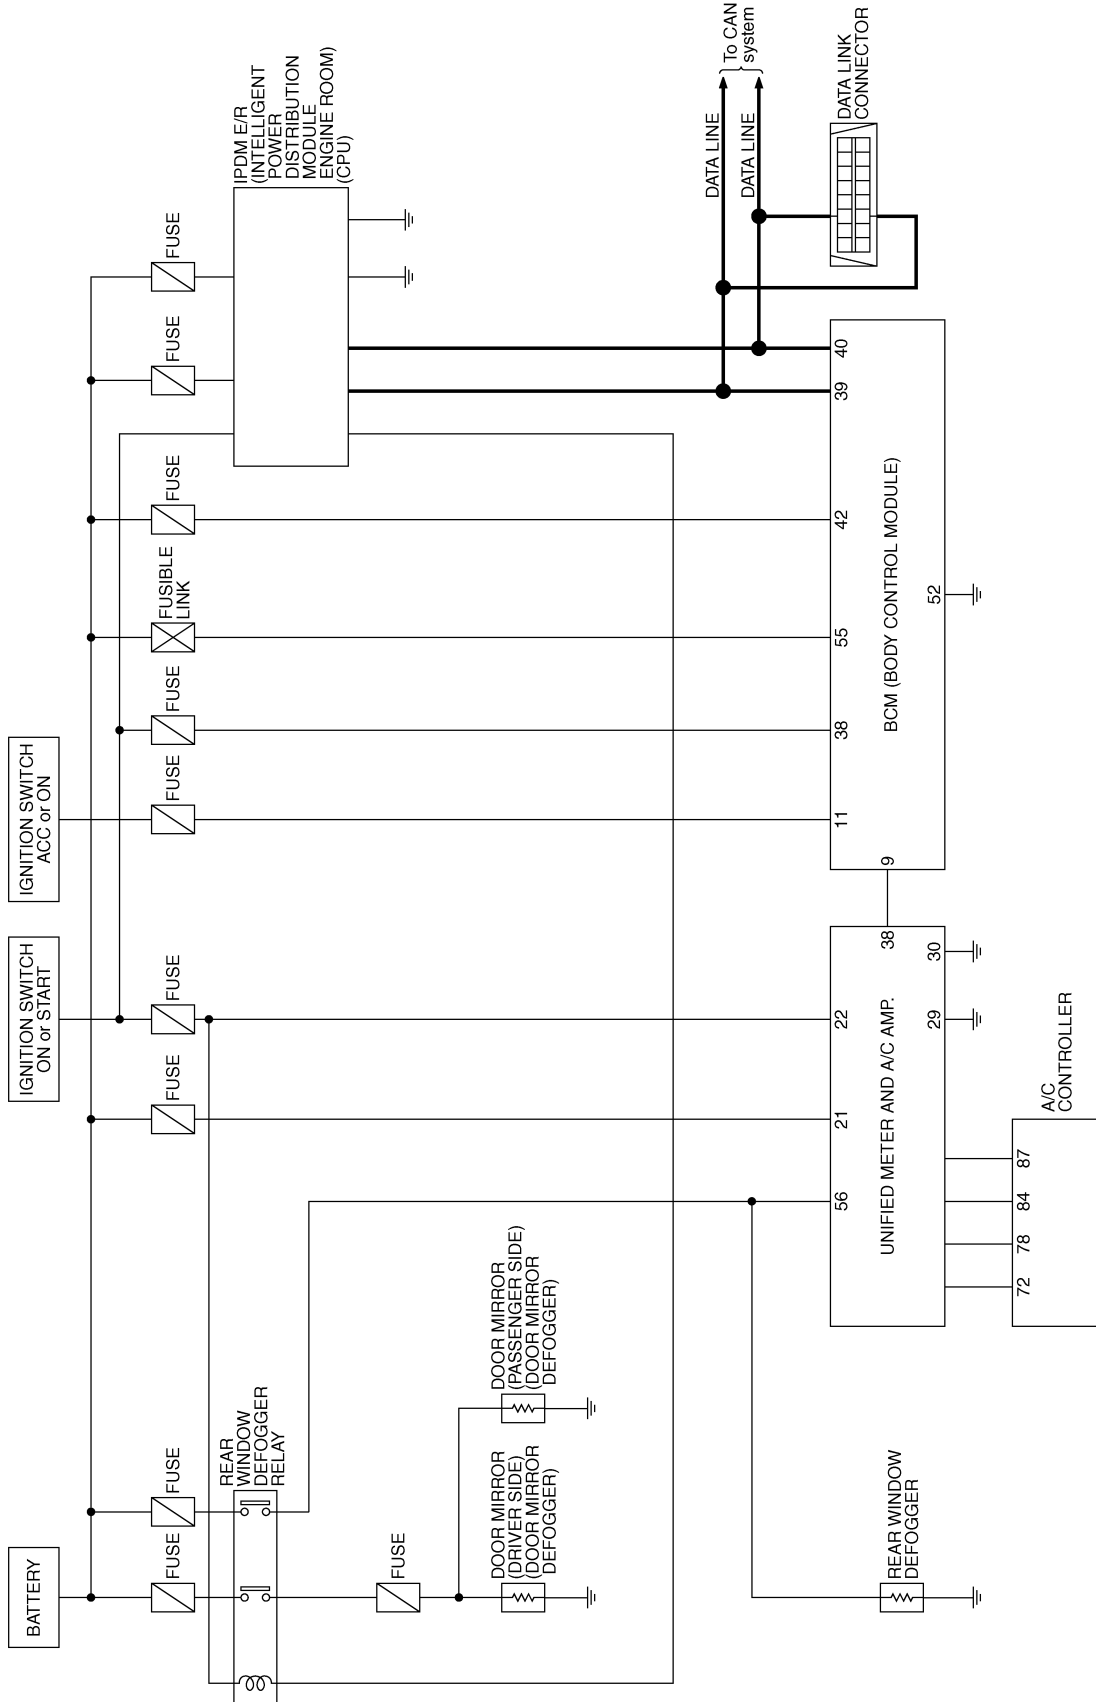 BATTERY
IGNITION SWITCH
ON or START
IGNITION SWITCH
ACC or ON
FUSE
FUSE
FUSE
FUSE
FUSE
FUSE
FUSIBLE
LINK
FUSE
FUSE
FUSE
REAR
WINDOW
DEFOGGER
RELAY
IPDM E/R
(INTELLIGENT
POWER
DISTRIBUTION
MODULE
ENGINE ROOM)
(CPU)
FUSE
DOOR MIRROR
(DRIVER SIDE)
(DOOR MIRROR
DEFOGGER)
DOOR MIRROR
(PASSENGER SIDE)
(DOOR MIRROR
DEFOGGER)
DATA LINE
DATA LINE
To CAN
system
DATA LINK
CONNECTOR
56
21
22
38
UNIFIED METER AND A/C AMP.
29
30
9
11
38
55
42
39
40
BCM (BODY CONTROL MODULE)
52
REAR WINDOW
DEFOGGER
72
78
84
87
A/C
CONTROLLER